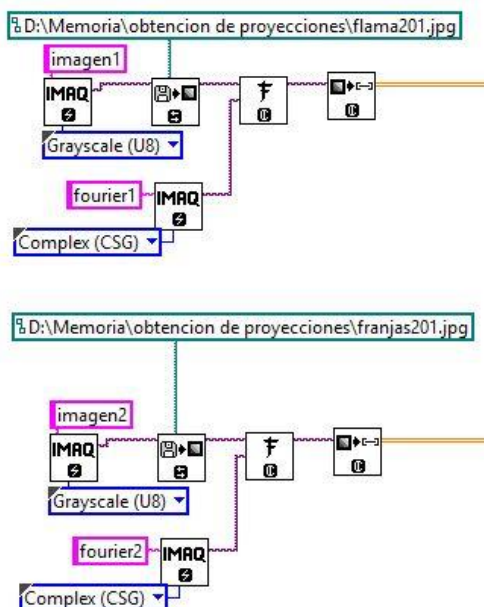 D:\Memoria\obtencion de proyecciones\flama201.jpg
imagen1
IMAQ
Grayscale (U8)
fourier1
IMAQ
Complex (CSG)
D:\Memoria\obtencion de proyecciones\franjas201.jpg
imagen2
IMAQ
Grayscale (U8)
fourier2
IMAQ
Complex (CSG)